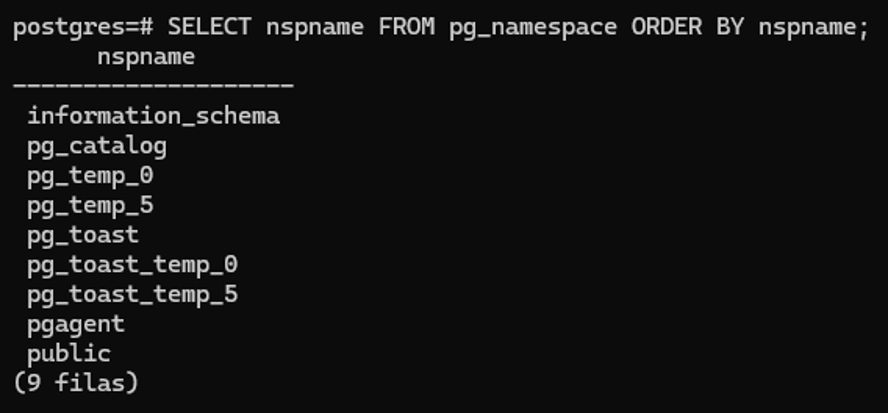 postgres=# SELECT nspname FROM pg_namespace ORDER BY nspname;
nspname
--------------------
information_schema
pg_catalog
pg_temp_0
pg_temp_5
pg_toast
pg_toast_temp_0
pg_toast_temp_5
pgagent
public
(9 filas)